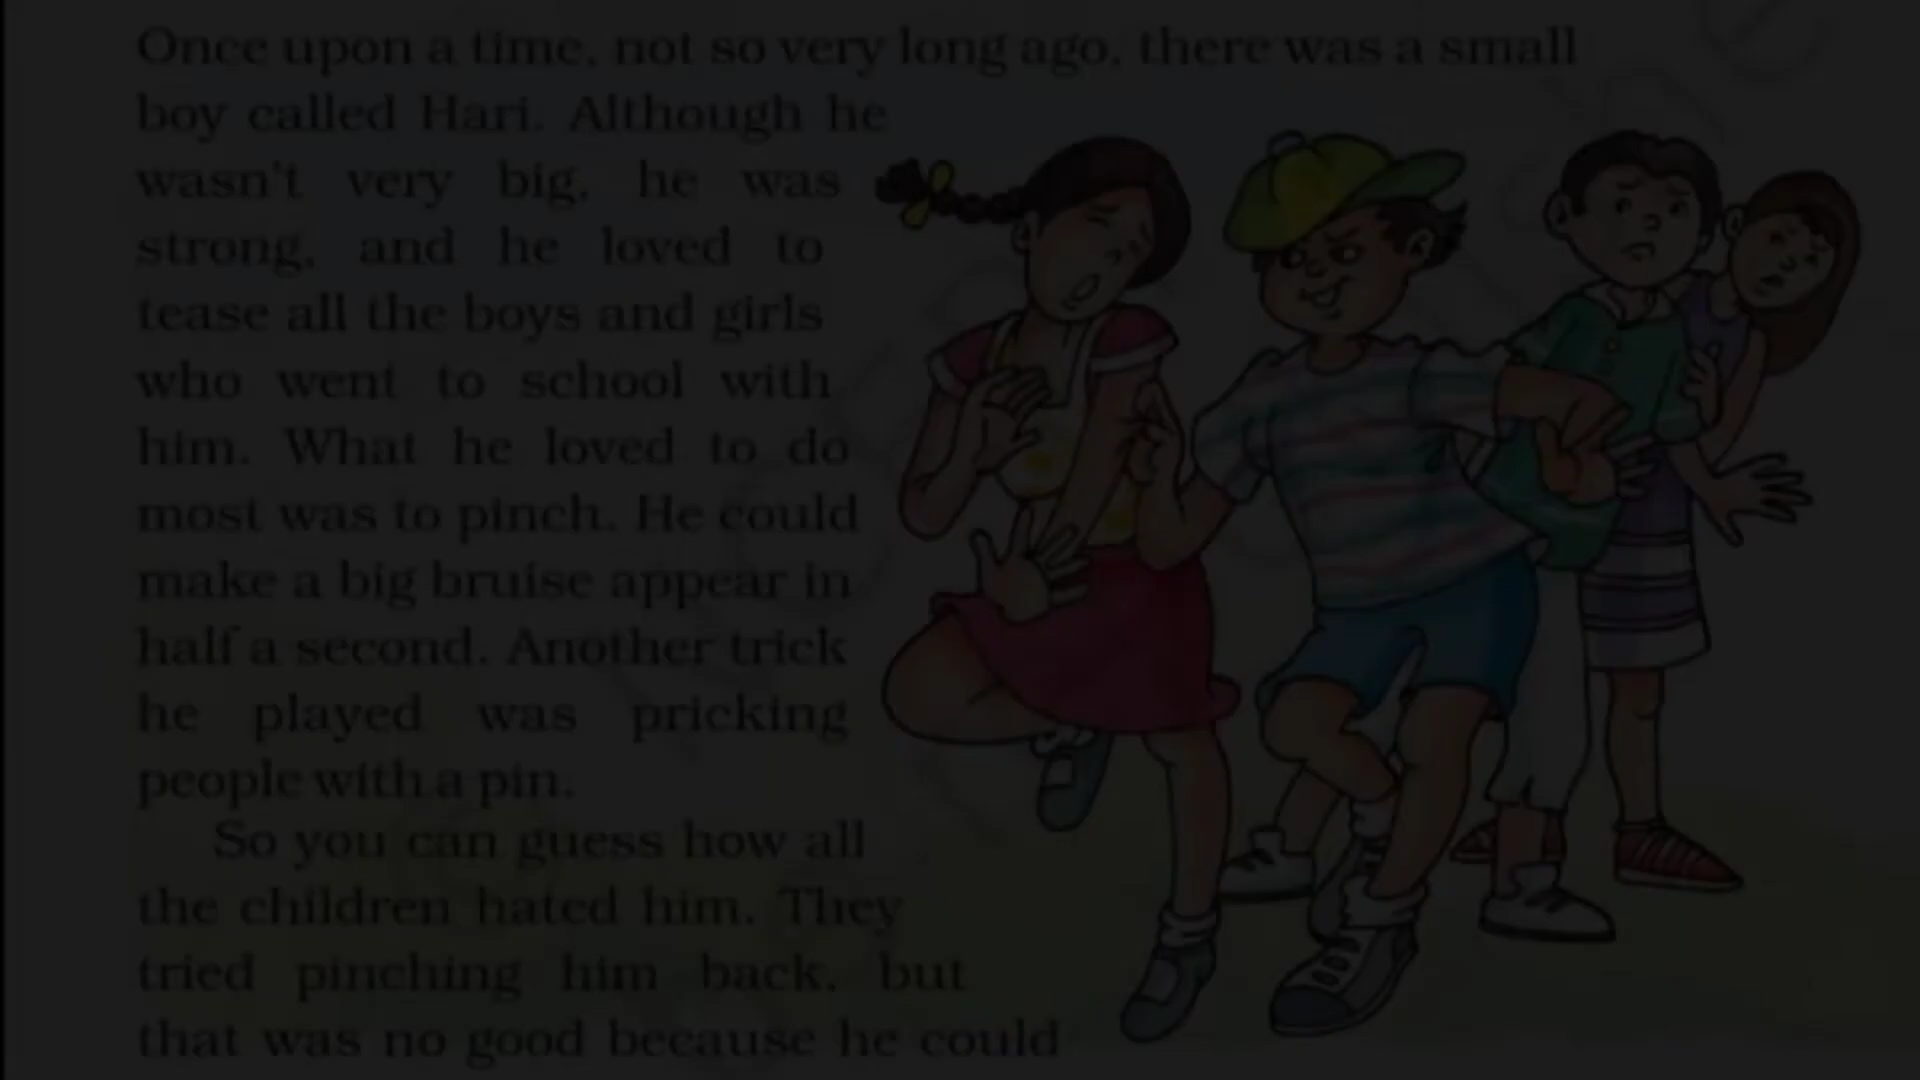 Once upon a time, not so very long ago, there was a small
boy called Hari. Although he
wasn't very big, he was
strong, and he loved to
tease all the boys and girls
who went to school with
him. What he loved to do
most was to pinch. He could
make a big bruise appear in
half a second. Another trick
he played was pricking
people with a pin.
So you can guess how all
the children hated him. They
tried pinching him back, but
that was no good because he could